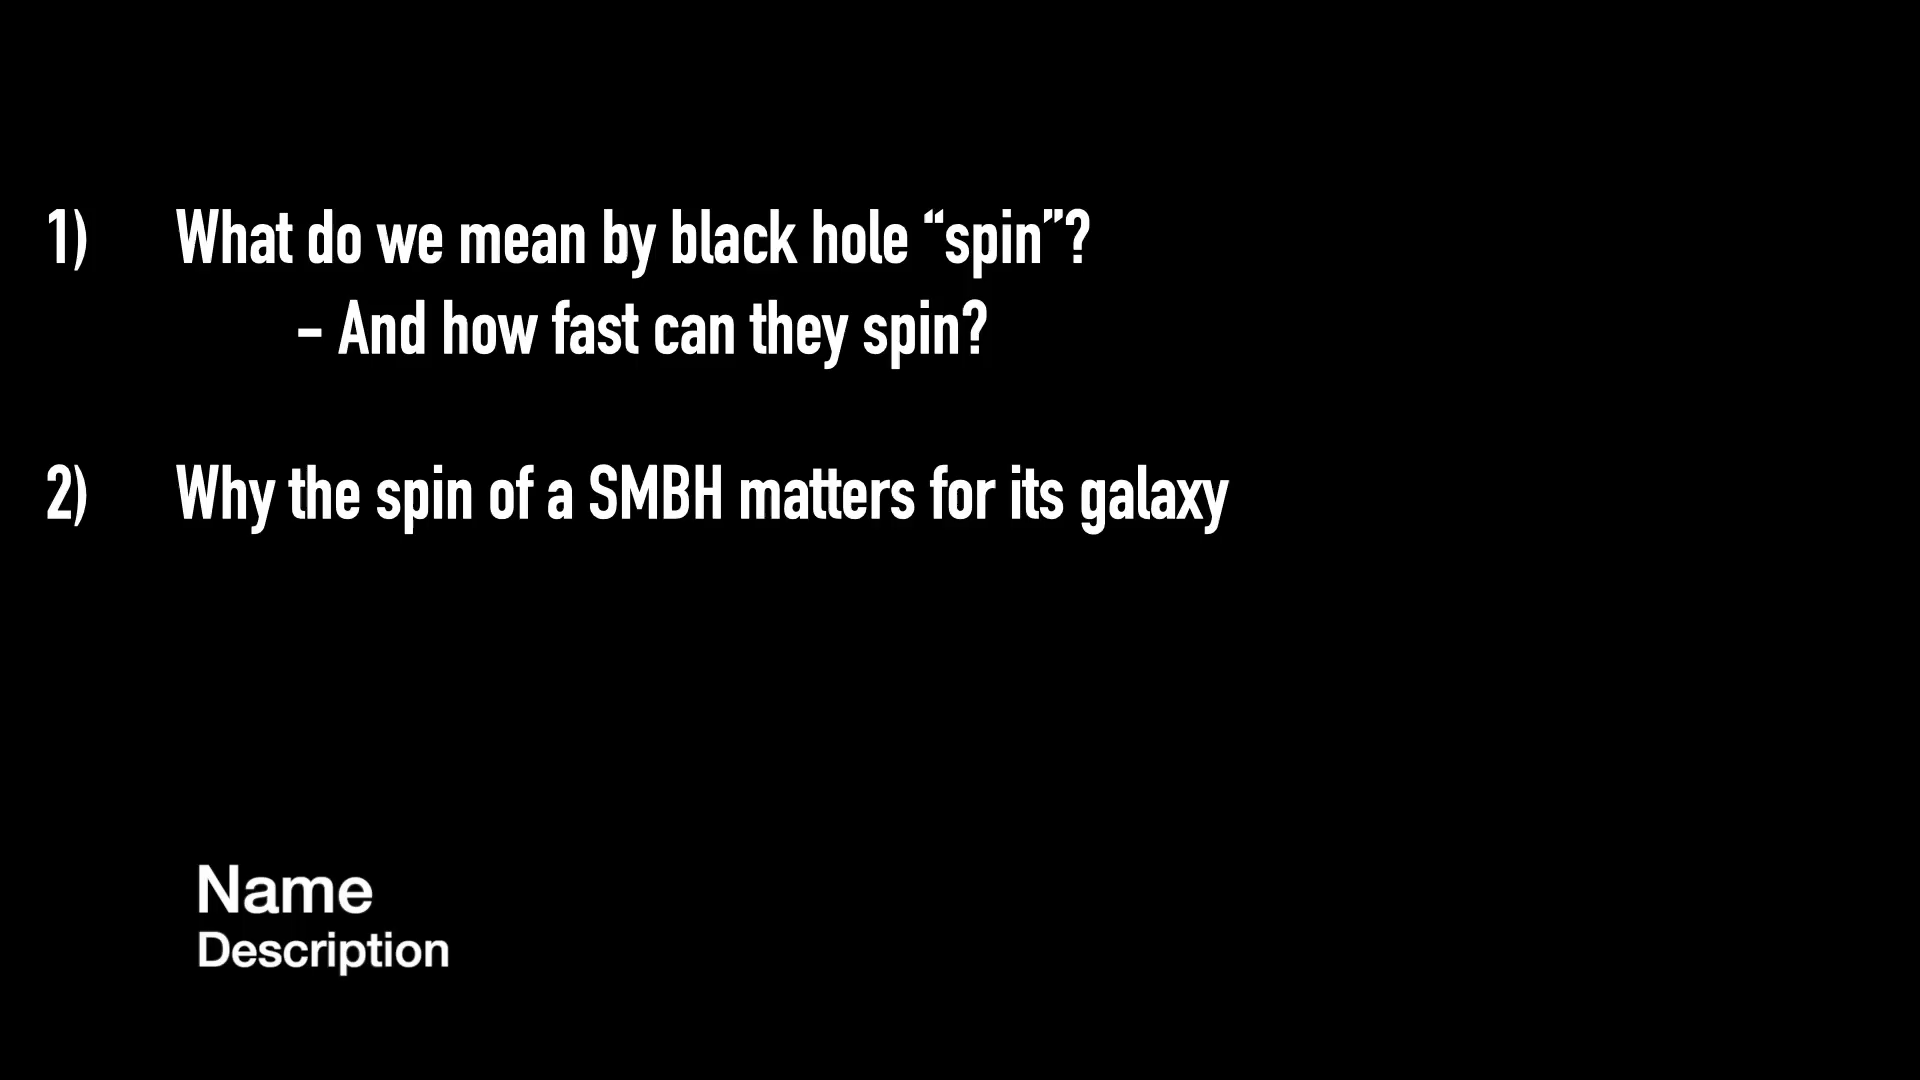 1) What do we mean by black hole “spin”?
- And how fast can they spin?
2) Why the spin of a SMBH matters for its galaxy
Name
Description